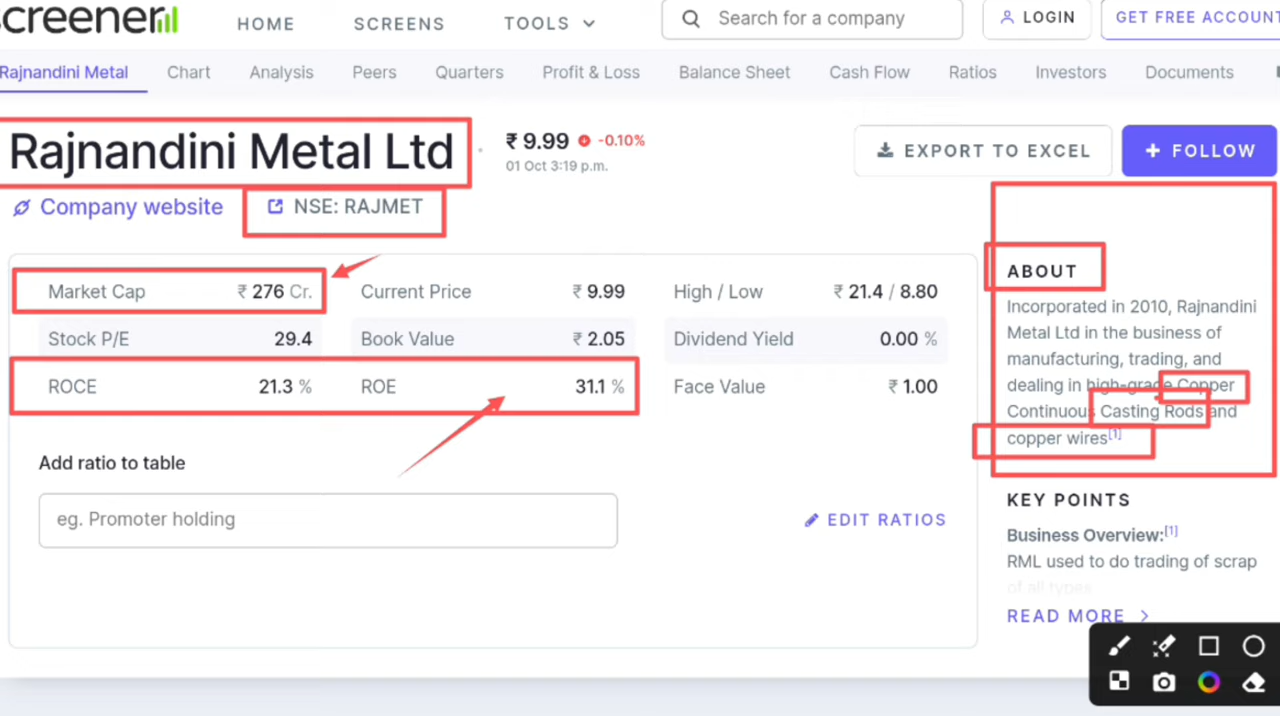 screener
HOME SCREENS TOOLS Search for a company LOGIN GET FREE ACCOUNT
Rajnandini Metal Chart Analysis Peers Quarters Profit & Loss Balance Sheet Cash Flow Ratios Investors Documents
Rajnandini Metal Ltd ₹ 9.99 -0.10%
01 Oct 3:19 p.m.
EXPORT TO EXCEL + FOLLOW
Company website NSE: RAJMET
Market Cap ₹ 276 Cr. Current Price ₹ 9.99 High / Low ₹ 21.4 / 8.80
Stock P/E 29.4 Book Value ₹ 2.05 Dividend Yield 0.00 %
ROCE 21.3 % ROE 31.1 % Face Value ₹ 1.00
Add ratio to table
eg. Promoter holding
EDIT RATIOS
ABOUT
Incorporated in 2010, Rajnandini
Metal Ltd in the business of
manufacturing, trading, and
dealing in high-grade Copper
Continuous Casting Rods and
copper wires[1]
KEY POINTS
Business Overview:[1]
RML used to do trading of scrap
of all types
READ MORE